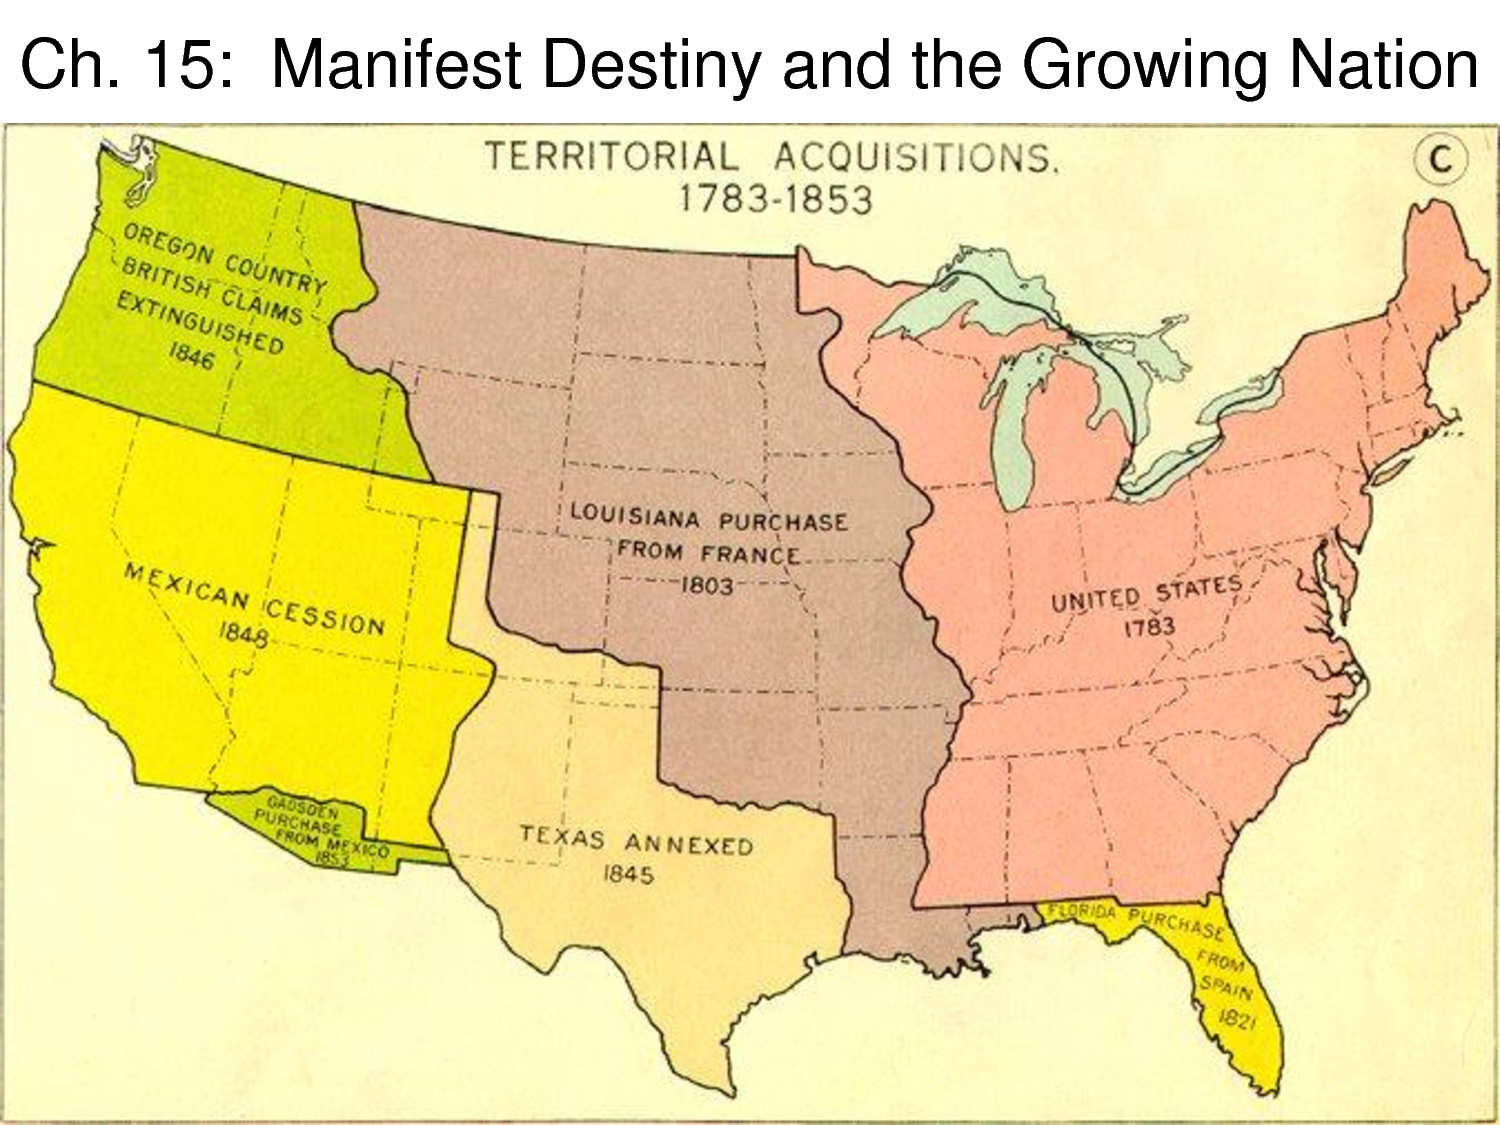 Ch. 15: Manifest Destiny and the Growing Nation
TERRITORIAL ACQUISITIONS.
1783-1853
C
OREGON COUNTRY
BRITISH CLAIMS
EXTINGUISHED
1846
LOUISIANA PURCHASE
FROM FRANCE
1803
MEXICAN CESSION
1848
UNITED STATES
1783
GADSDEN
PURCHASE
FROM MEXICO
1853
TEXAS ANNEXED
1845
FLORIDA PURCHASE
FROM
SPAIN
1821